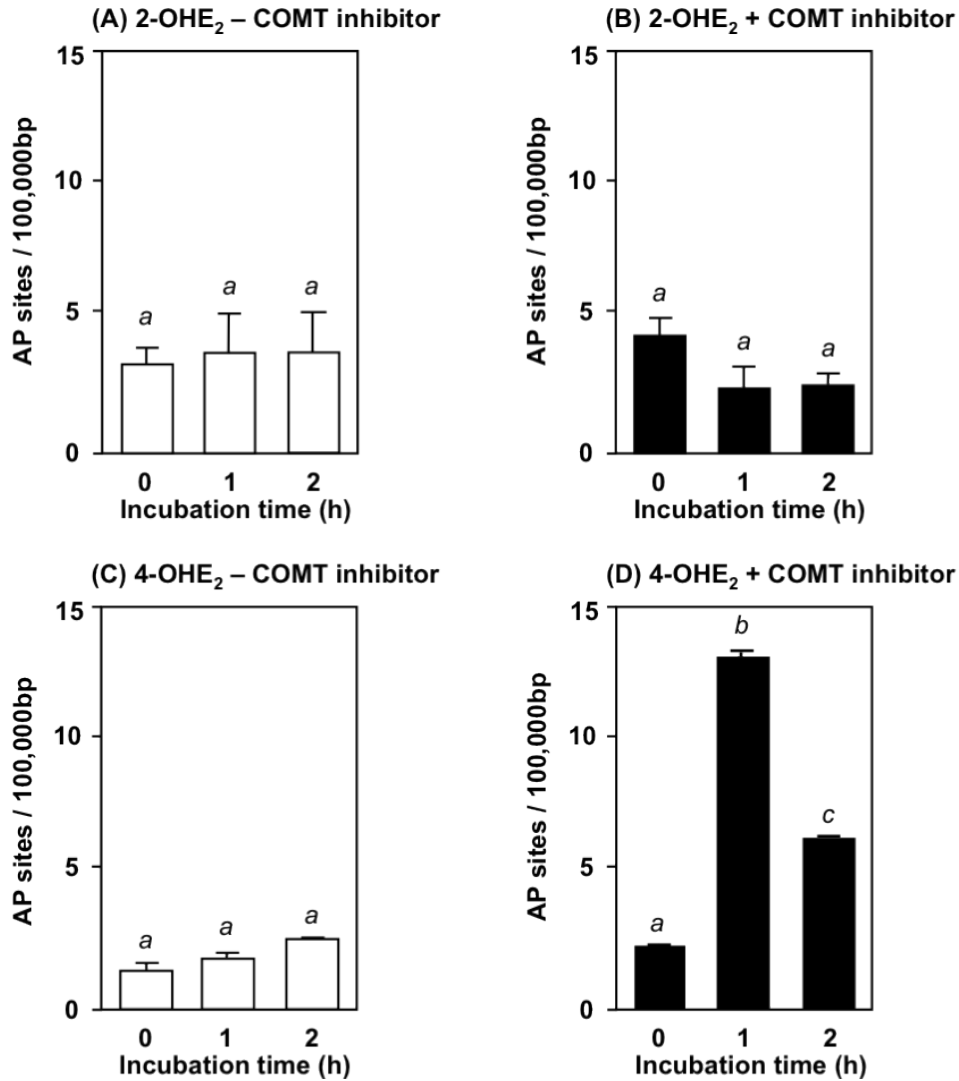 (A) 2-OHE₂ – COMT inhibitor
AP sites / 100,000bp
15
10
5
0
a
a
a
0 1 2
Incubation time (h)
(B) 2-OHE₂ + COMT inhibitor
AP sites / 100,000bp
15
10
5
0
a
a
a
0 1 2
Incubation time (h)
(C) 4-OHE₂ – COMT inhibitor
AP sites / 100,000bp
15
10
5
0
a
a
a
0 1 2
Incubation time (h)
(D) 4-OHE₂ + COMT inhibitor
AP sites / 100,000bp
15
10
5
0
a
b
c
0 1 2
Incubation time (h)